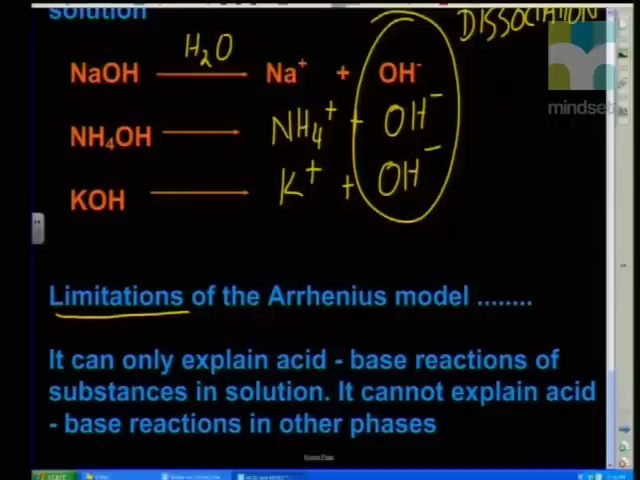 solution
DISSOCIATION
mindset
H₂O
NaOH Na⁺ + OH⁻
NH₄OH NH₄⁺ + OH⁻
KOH K⁺ + OH⁻
Limitations of the Arrhenius model ........
It can only explain acid - base reactions of
substances in solution. It cannot explain acid
- base reactions in other phases